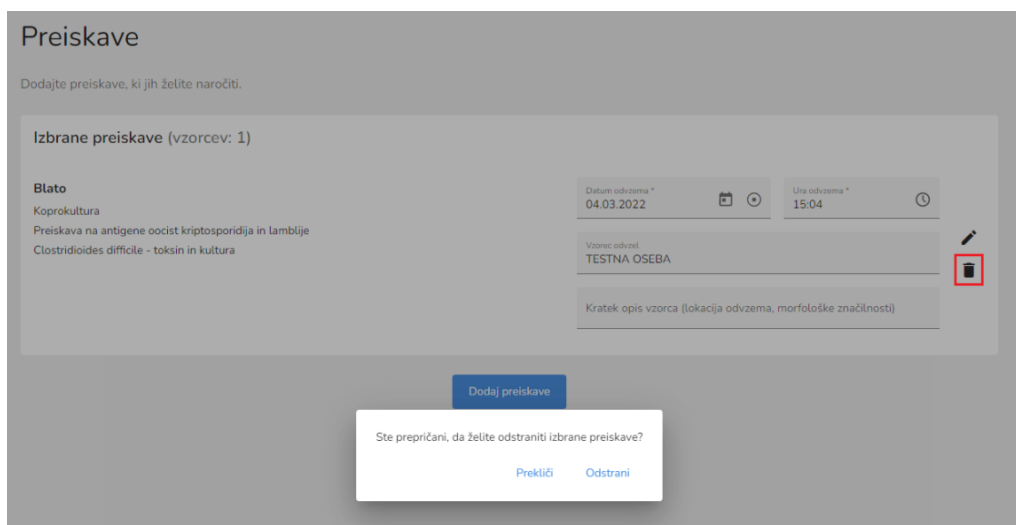 Preiskave
Dodajte preiskave, ki jih želite naročiti.
Izbrane preiskave (vzorcev: 1)
Blato
Koprokultura
Preiskava na antigene oocist kriptosporidija in lamblije
Clostridioides difficile - toksin in kultura
Datum odvzema *
04.03.2022
Ura odvzema *
15:04
Vzorec odvzel
TESTNA OSEBA
Kratek opis vzorca (lokacija odvzema, morfološke značilnosti)
Dodaj preiskave
Ste prepričani, da želite odstraniti izbrane preiskave?
Prekliči
Odstrani